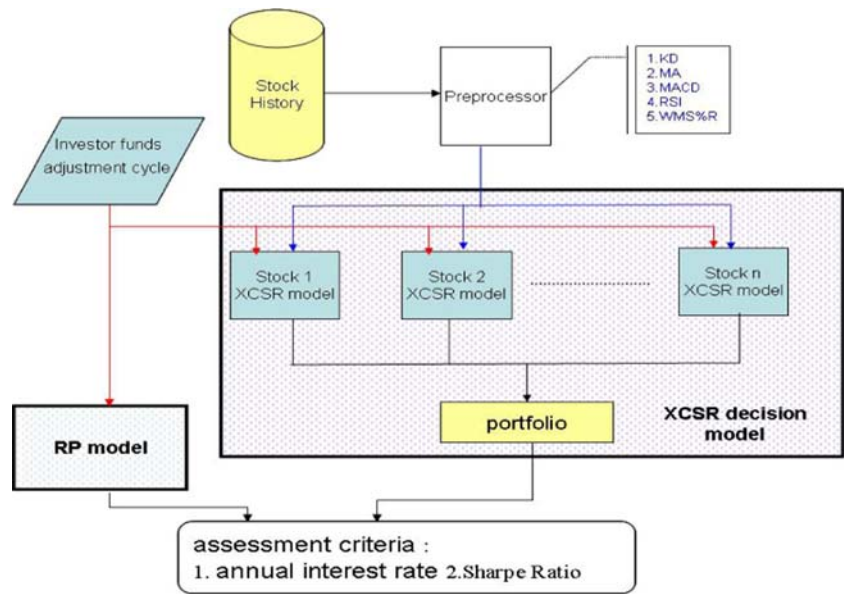 Stock
History
Preprocessor
1.KD
2.MA
3.MACD
4.RSI
5.WMS%R
Investor funds
adjustment cycle
Stock 1
XCSR model
Stock 2
XCSR model
Stock n
XCSR model
portfolio
XCSR decision
model
RP model
assessment criteria :
1. annual interest rate 2.Sharpe Ratio